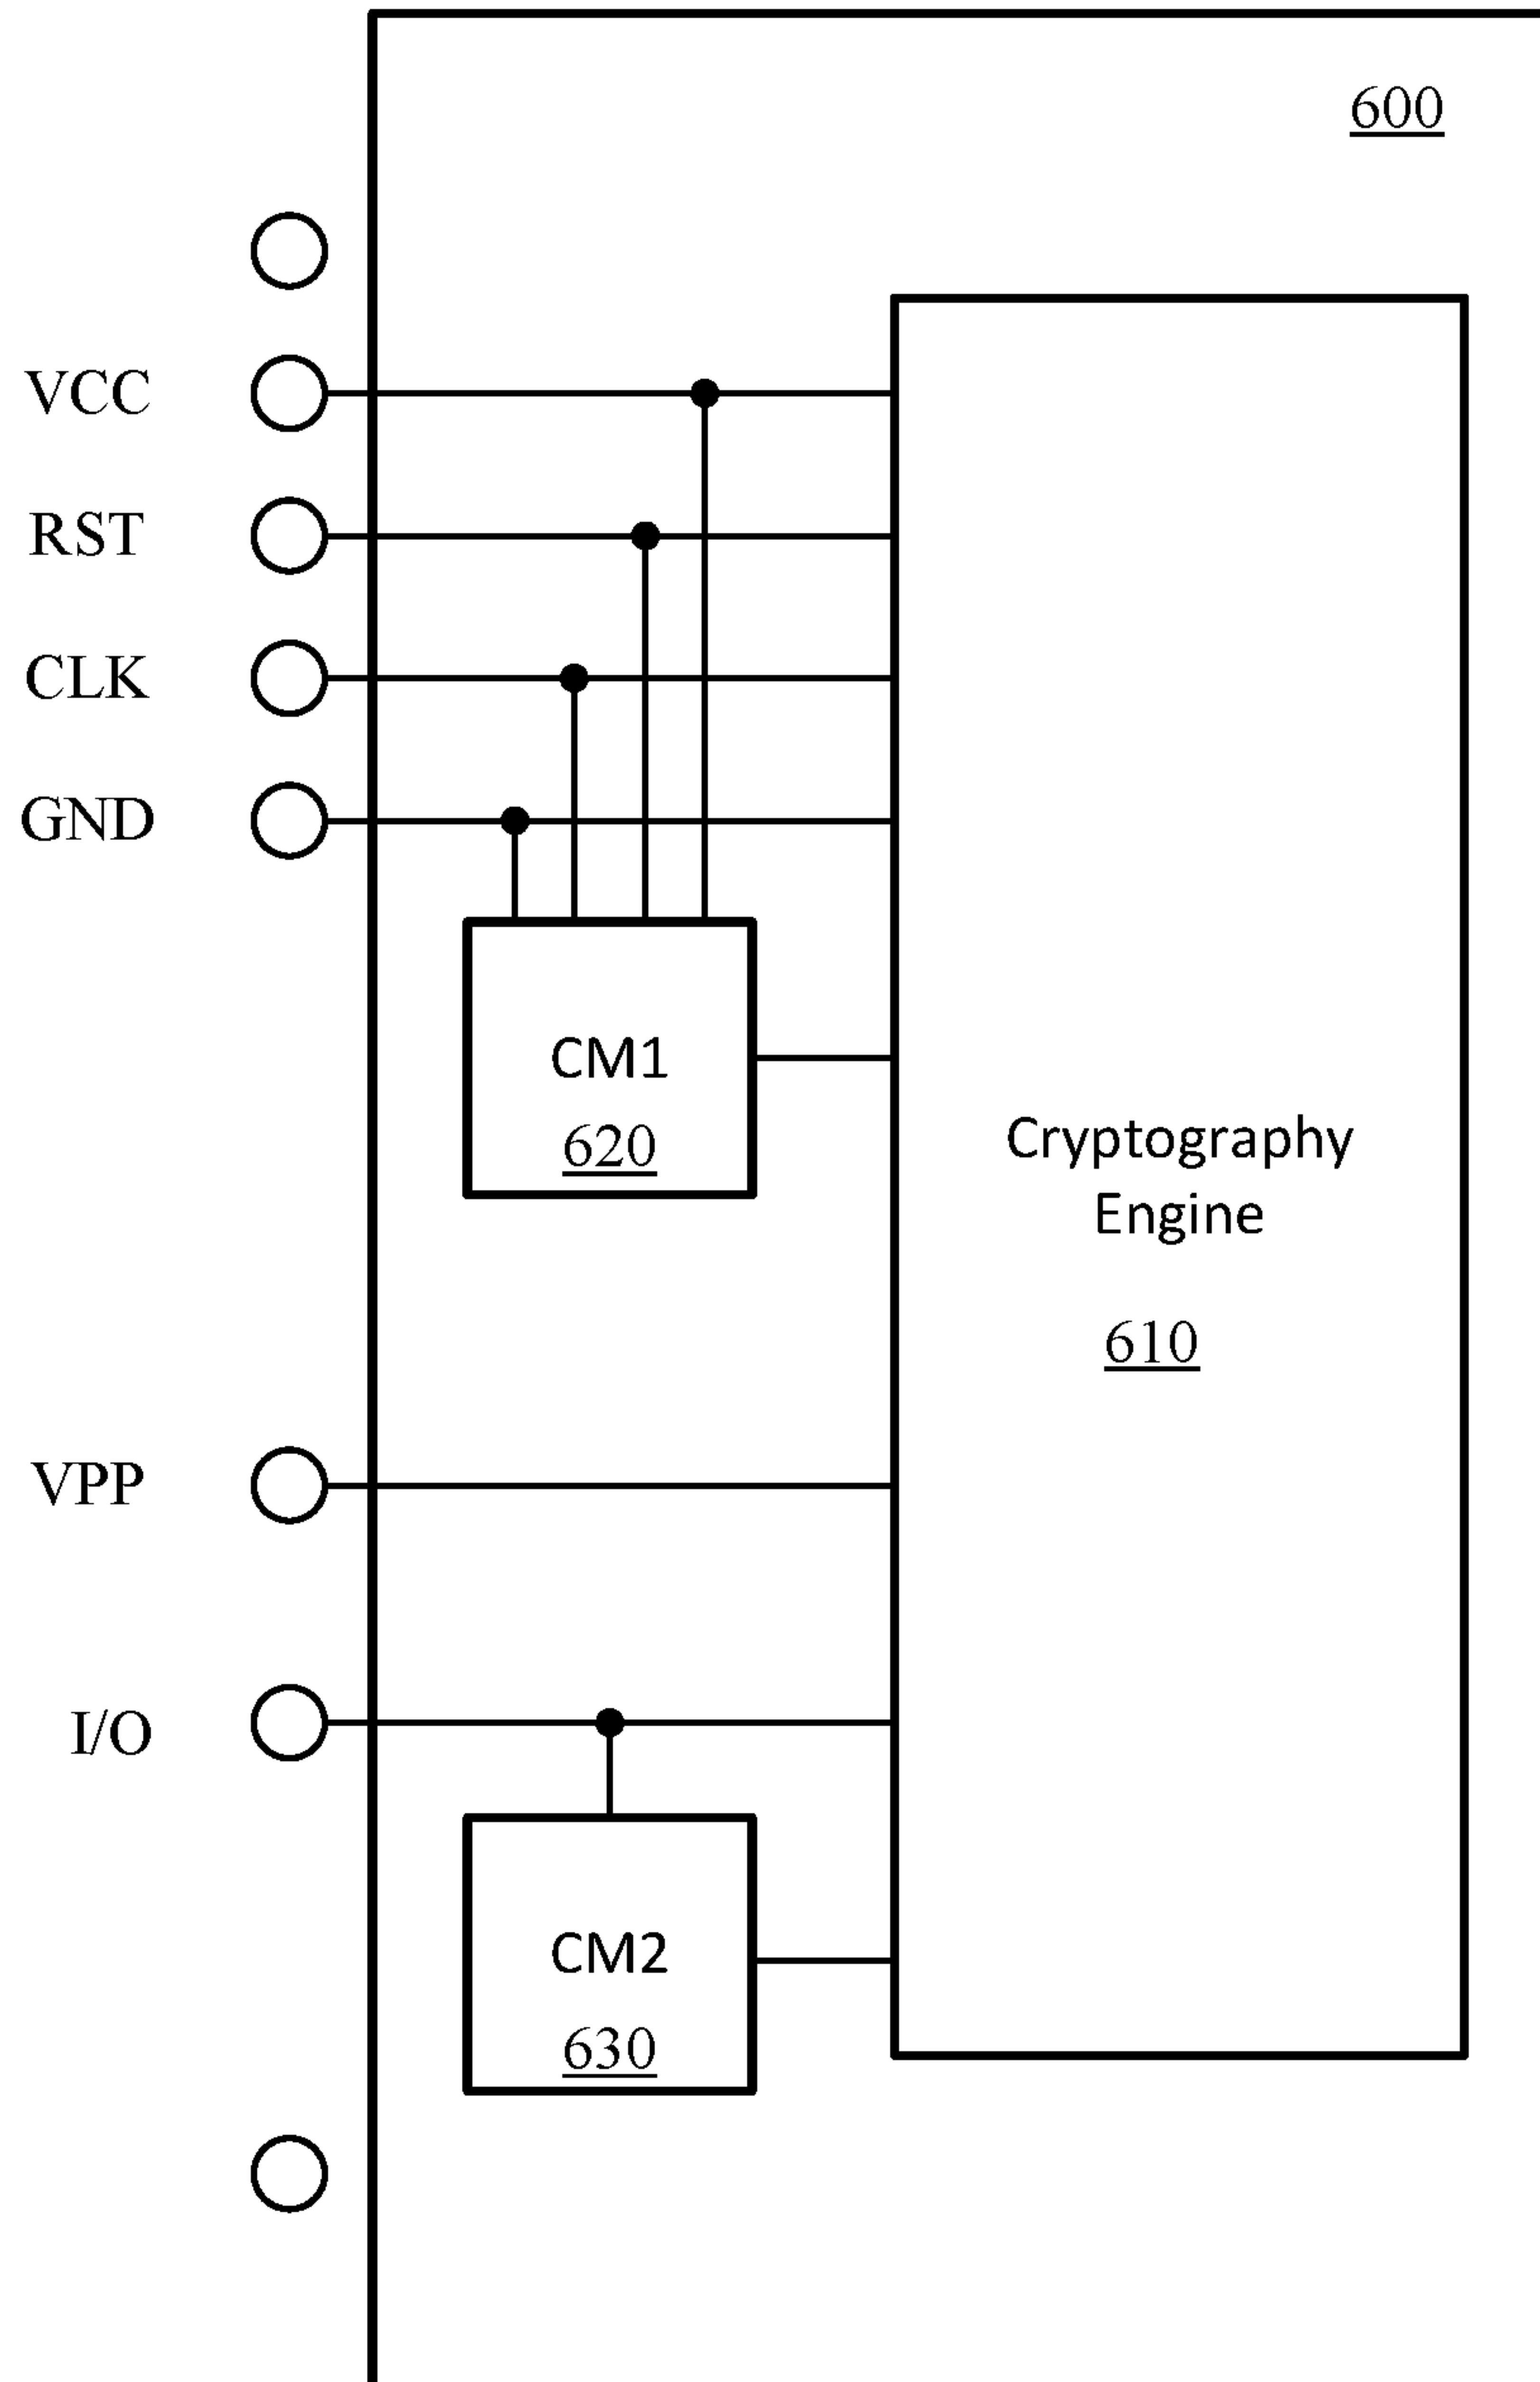 600
VCC
RST
CLK
GND
CM1
620
Cryptography
Engine
610
VPP
I/O
CM2
630